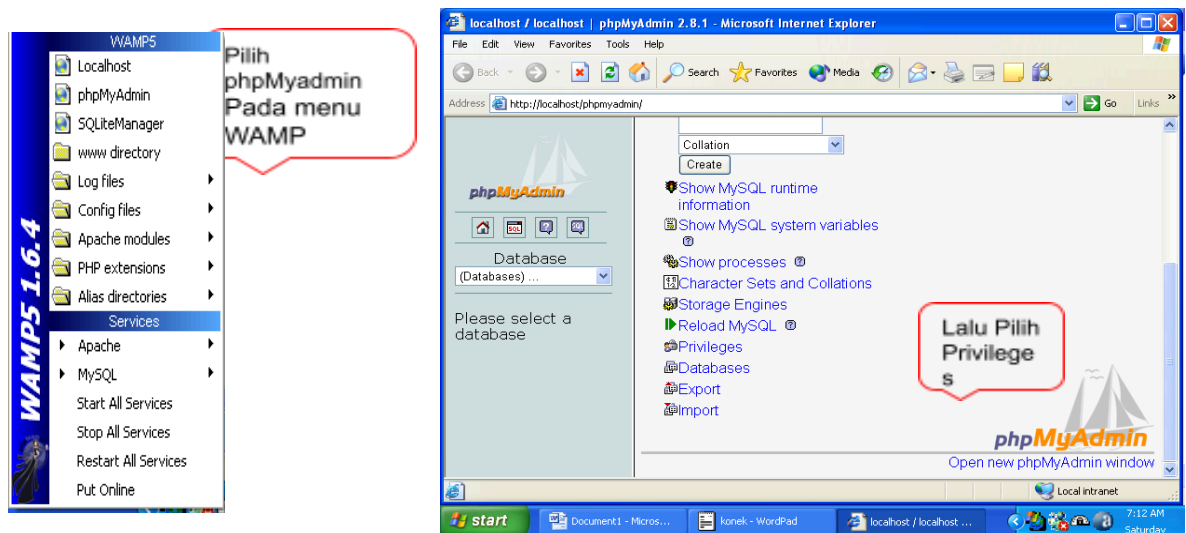 WAMP5
Localhost
phpMyAdmin
SQLiteManager
www directory
Log files
Config files
Apache modules
PHP extensions
Alias directories
Services
Apache
MySQL
Start All Services
Stop All Services
Restart All Services
Put Online
WAMP5 1.6.4
Pilih
phpMyadmin
Pada menu
WAMP
localhost / localhost | phpMyAdmin 2.8.1 - Microsoft Internet Explorer
File Edit View Favorites Tools Help
Back Search Favorites Media
Address http://localhost/phpmyadmin/ Go Links »
phpMyAdmin
SQL
Database
(Databases) ...
Please select a
database
Collation
Create
Show MySQL runtime
information
Show MySQL system variables
Show processes
Character Sets and Collations
Storage Engines
Reload MySQL
Privileges
Databases
Export
Import
Lalu Pilih
Privilege
s
phpMyAdmin
Open new phpMyAdmin window
Local intranet
start Document1 - Micros... konek - WordPad localhost / localhost ... 7:12 AM
Saturday